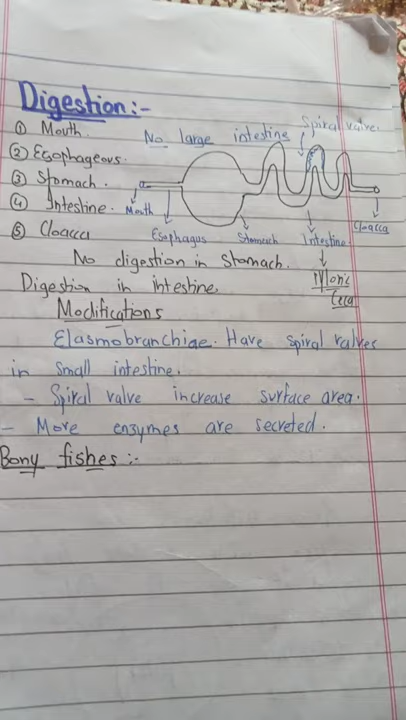 Digestion:-
① Mouth.
No large intestine
Spiral valve.
② Esophageous.
③ Stomach.
④ Intestine.
Mouth
⑤ Cloacca
Esophagus
Stomach
Intestine
Cloacca
No digestion in stomach.
Pyloric
Ceca
Digestion in intestine.
Modifications
Elasmobranchiae. Have spiral valves
in small intestine.
- Spiral valve increase surface area.
- More enzymes are secreted.
Bony fishes :-